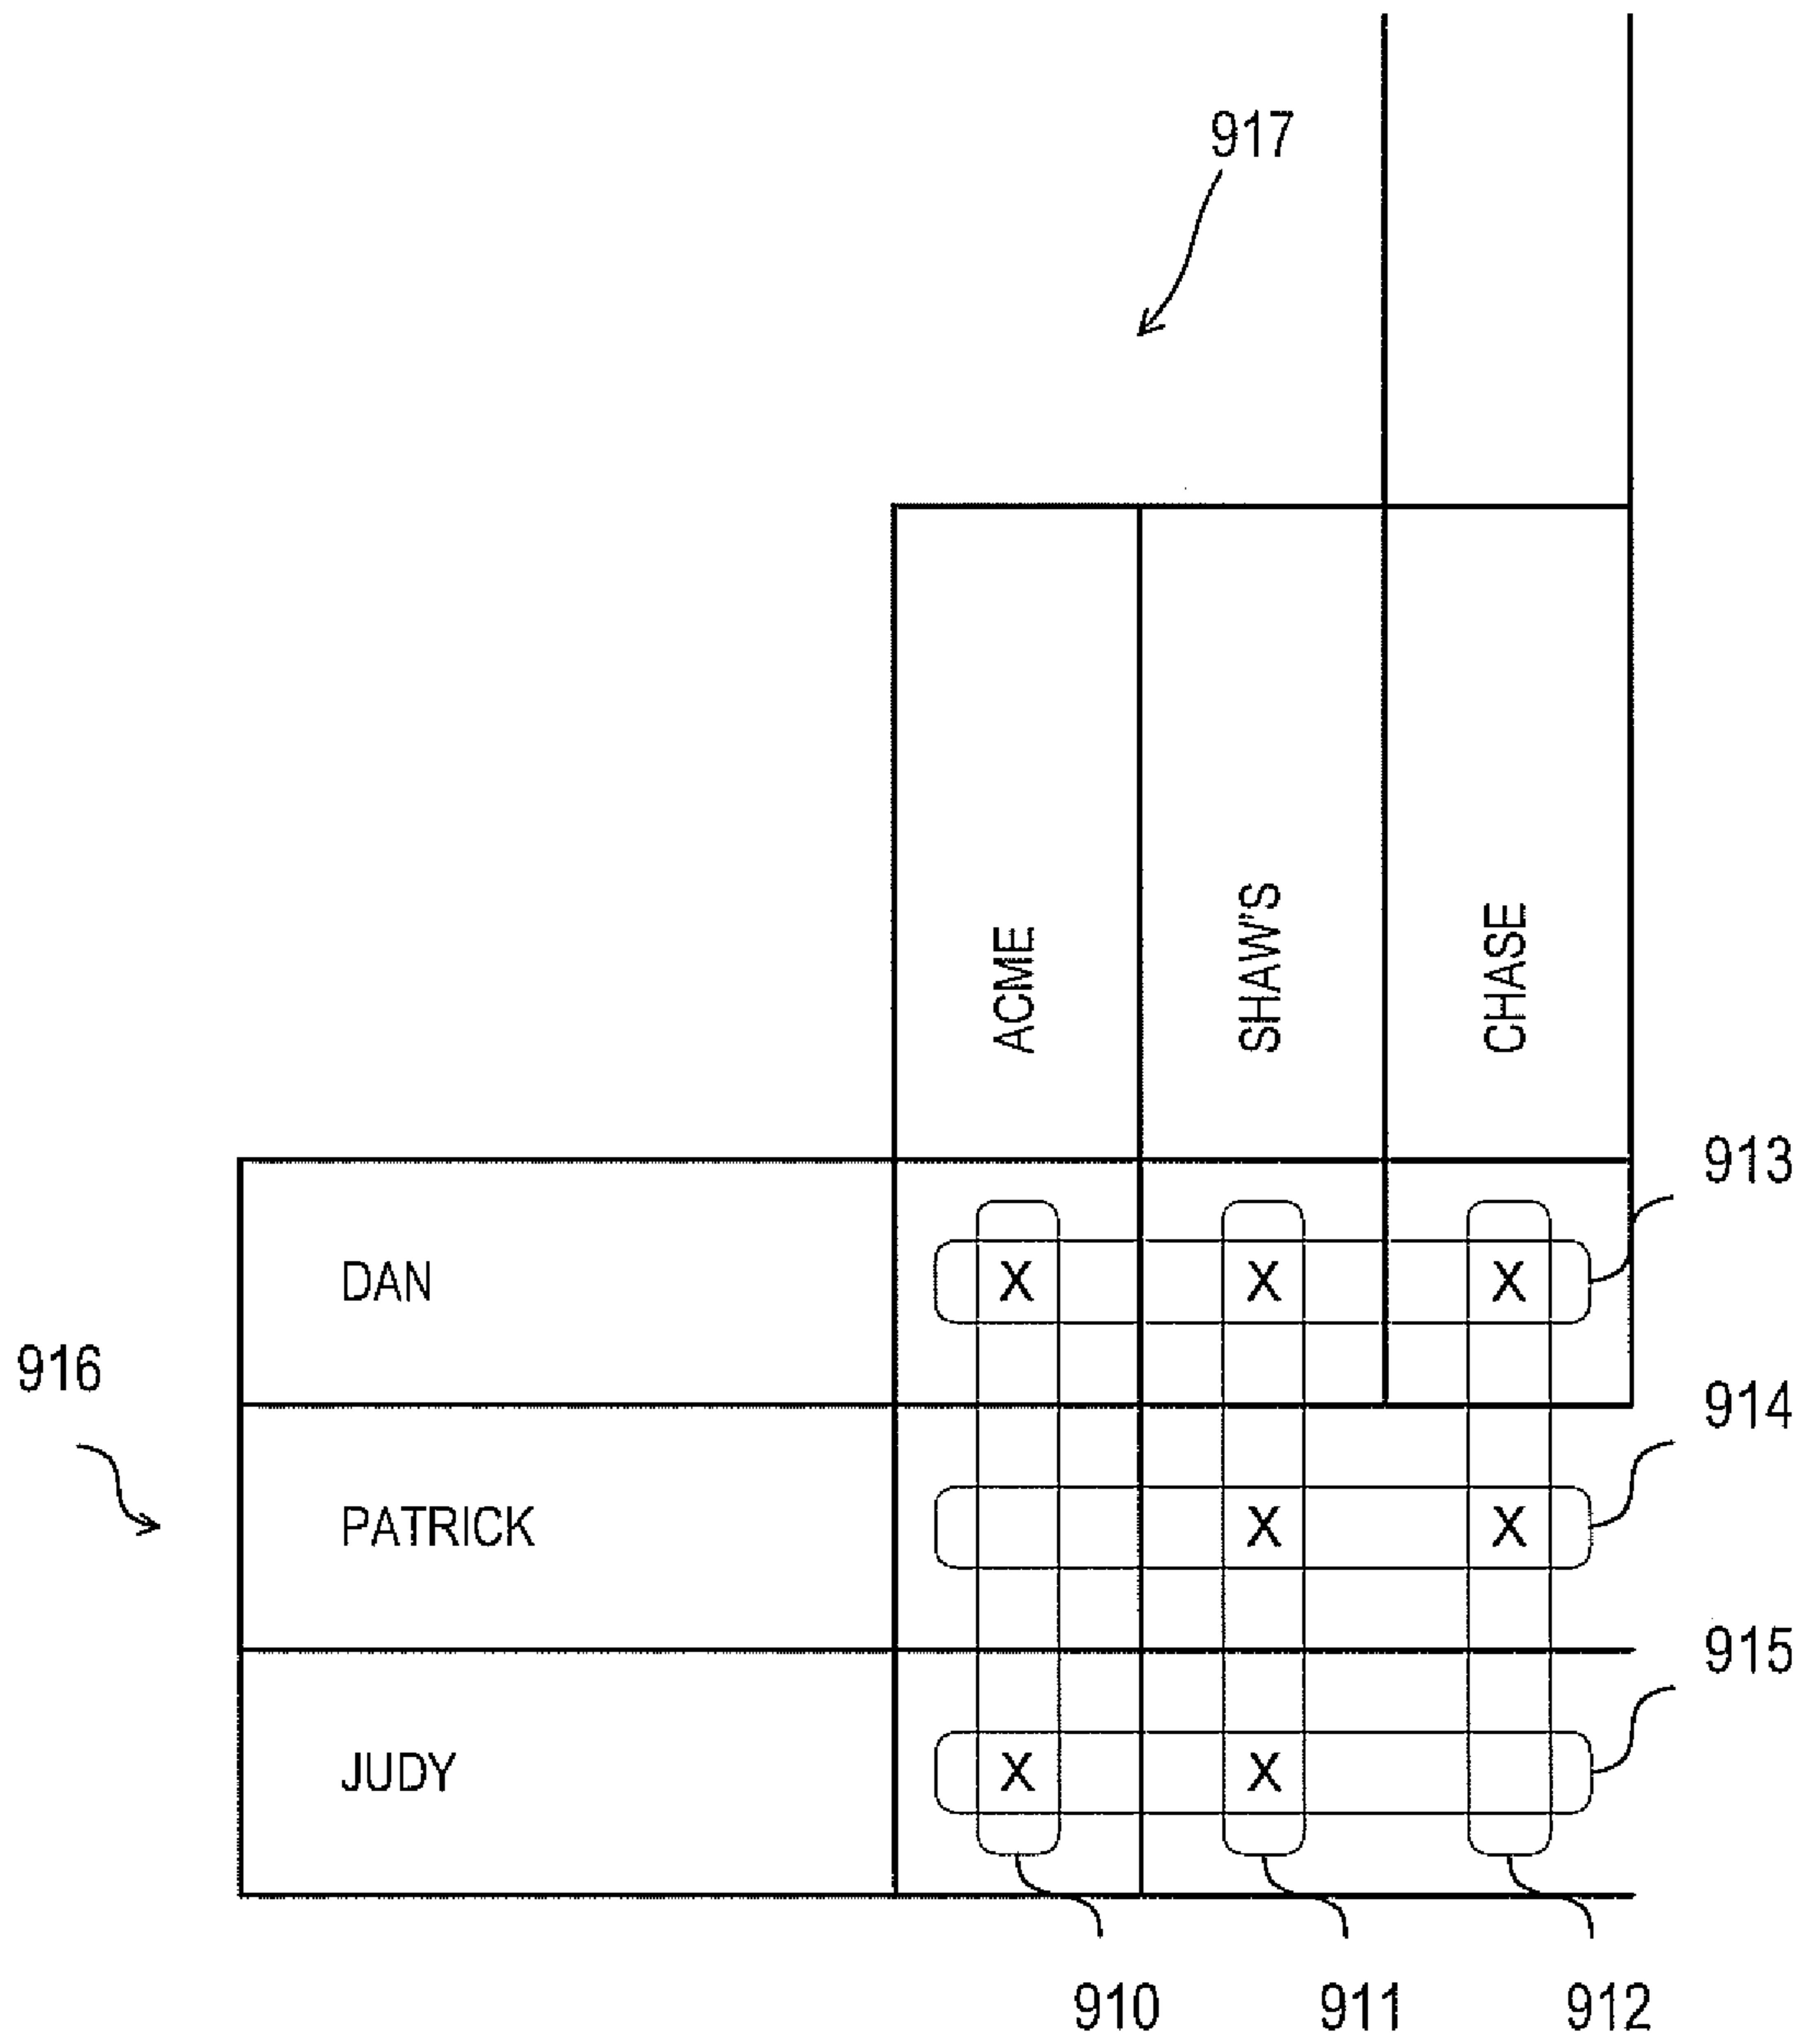 917
ACME
SHAW'S
CHASE
913
DAN X X X
916
914
PATRICK X X
915
JUDY X X
910 911 912